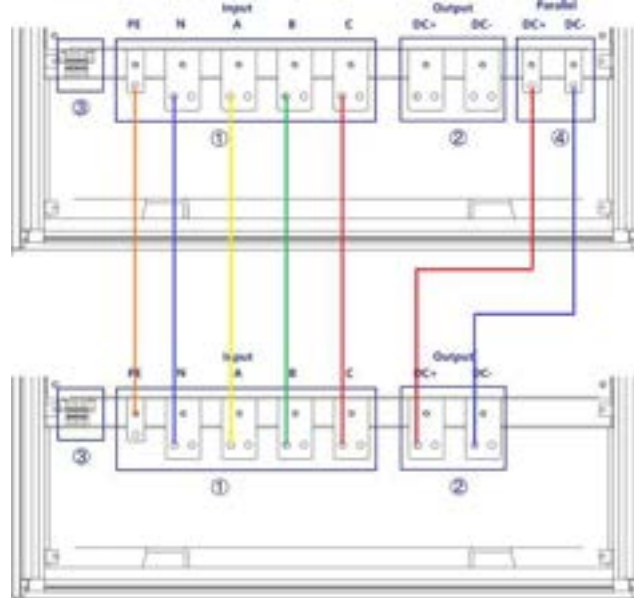 Input Output Parallel
PE N A B C DC+ DC- DC+ DC-
③ ① ② ④
Input Output
PE N A B C DC+ DC-
③ ① ②